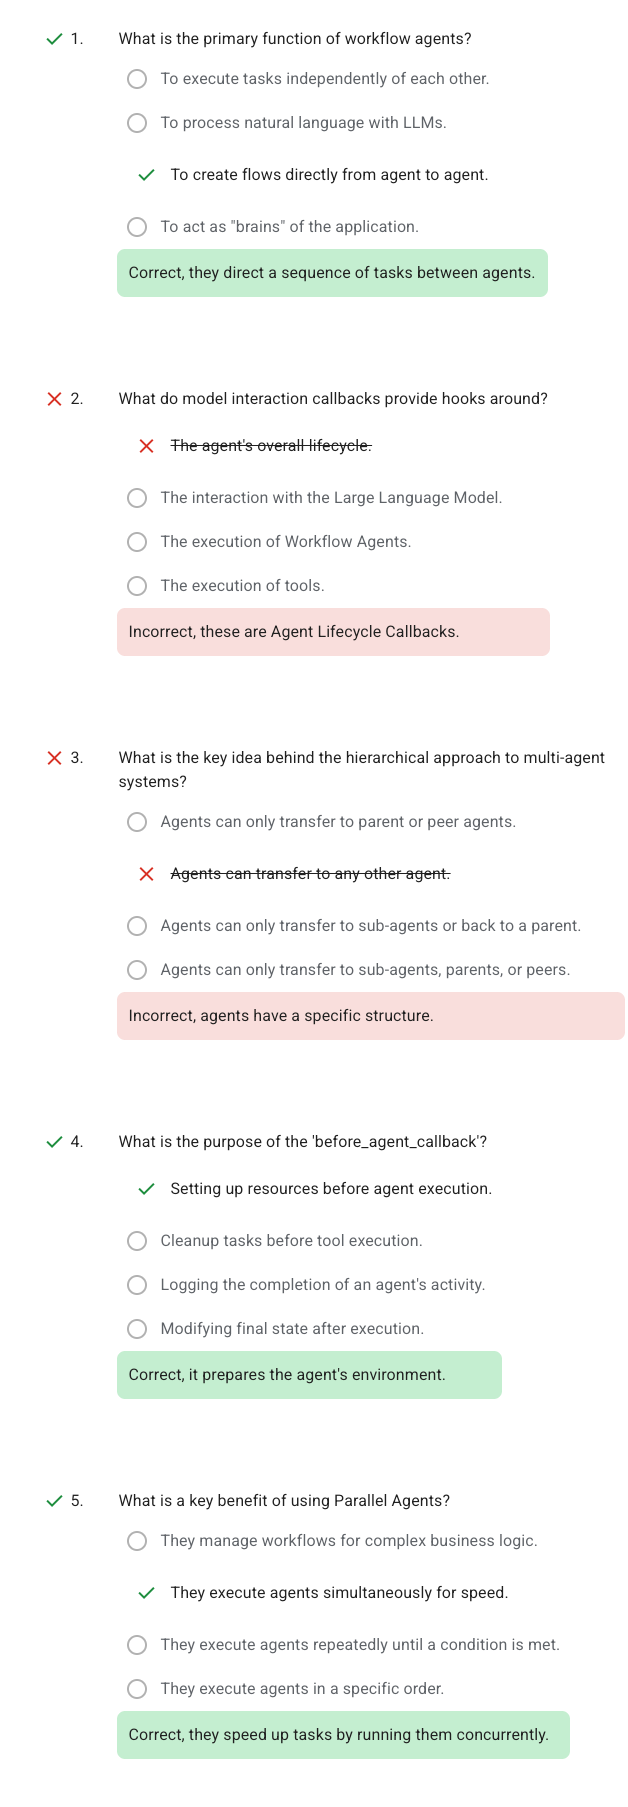 1. What is the primary function of workflow agents?
To execute tasks independently of each other.
To process natural language with LLMs.
To create flows directly from agent to agent.
To act as "brains" of the application.
Correct, they direct a sequence of tasks between agents.
2. What do model interaction callbacks provide hooks around?
The agent's overall lifecycle.
The interaction with the Large Language Model.
The execution of Workflow Agents.
The execution of tools.
Incorrect, these are Agent Lifecycle Callbacks.
3. What is the key idea behind the hierarchical approach to multi-agent
systems?
Agents can only transfer to parent or peer agents.
Agents can transfer to any other agent.
Agents can only transfer to sub-agents or back to a parent.
Agents can only transfer to sub-agents, parents, or peers.
Incorrect, agents have a specific structure.
4. What is the purpose of the 'before_agent_callback'?
Setting up resources before agent execution.
Cleanup tasks before tool execution.
Logging the completion of an agent's activity.
Modifying final state after execution.
Correct, it prepares the agent's environment.
5. What is a key benefit of using Parallel Agents?
They manage workflows for complex business logic.
They execute agents simultaneously for speed.
They execute agents repeatedly until a condition is met.
They execute agents in a specific order.
Correct, they speed up tasks by running them concurrently.